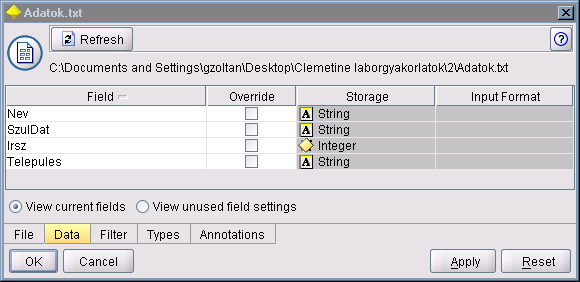 Adatok.txt
Refresh
?
C:\Documents and Settings\gzoltan\Desktop\Clemetine laborgyakorlatok\2\Adatok.txt
Field Override Storage Input Format
Nev A String
SzulDat A String
Irsz Integer
Telepules A String
View current fields View unused field settings
File Data Filter Types Annotations
OK Cancel Apply Reset